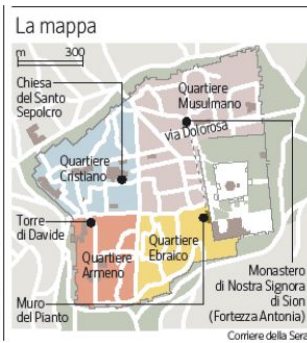 La mappa
m 300
Chiesa
del Santo
Sepolcro
Quartiere
Musulmano
via Dolorosa
Quartiere
Cristiano
Torre
di Davide
Quartiere
Armeno
Quartiere
Ebraico
Muro
del Pianto
Monastero
di Nostra Signora
di Sion
(Fortezza Antonia)
Corriere della Sera